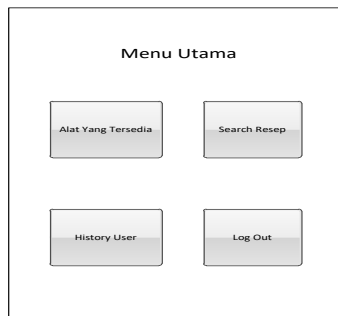 Menu Utama
Alat Yang Tersedia
Search Resep
History User
Log Out